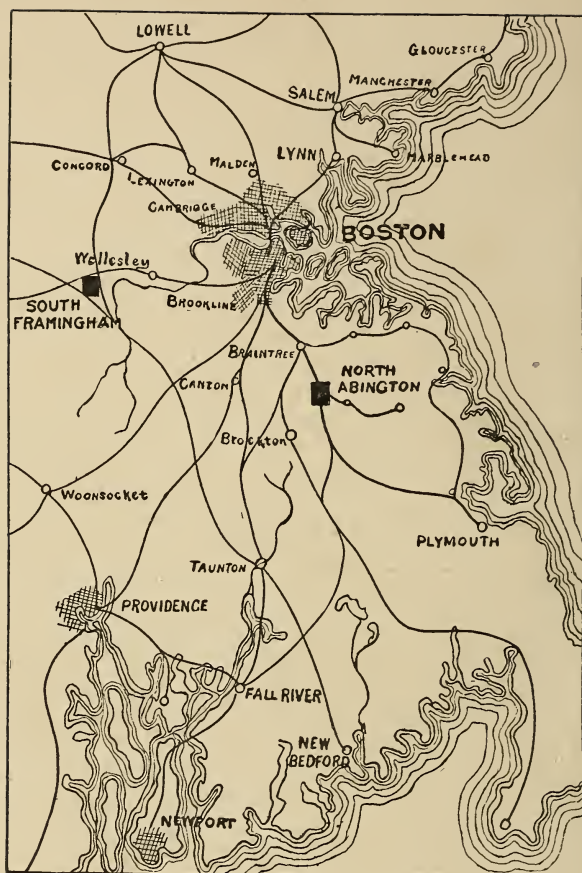 LOWELL
GLOUCESTER
MANCHESTER
SALEM
LYNN
MARBLEHEAD
MALDEN
CONCORD
LEXINGTON
CAMBRIDGE
BOSTON
Wellesley
SOUTH
FRAMINGHAM
BROOKLINE
BRAINTREE
NORTH
ABINGTON
CANTON
BROCKTON
WOONSOCKET
PLYMOUTH
TAUNTON
PROVIDENCE
FALL RIVER
NEW
BEDFORD
NEWPORT